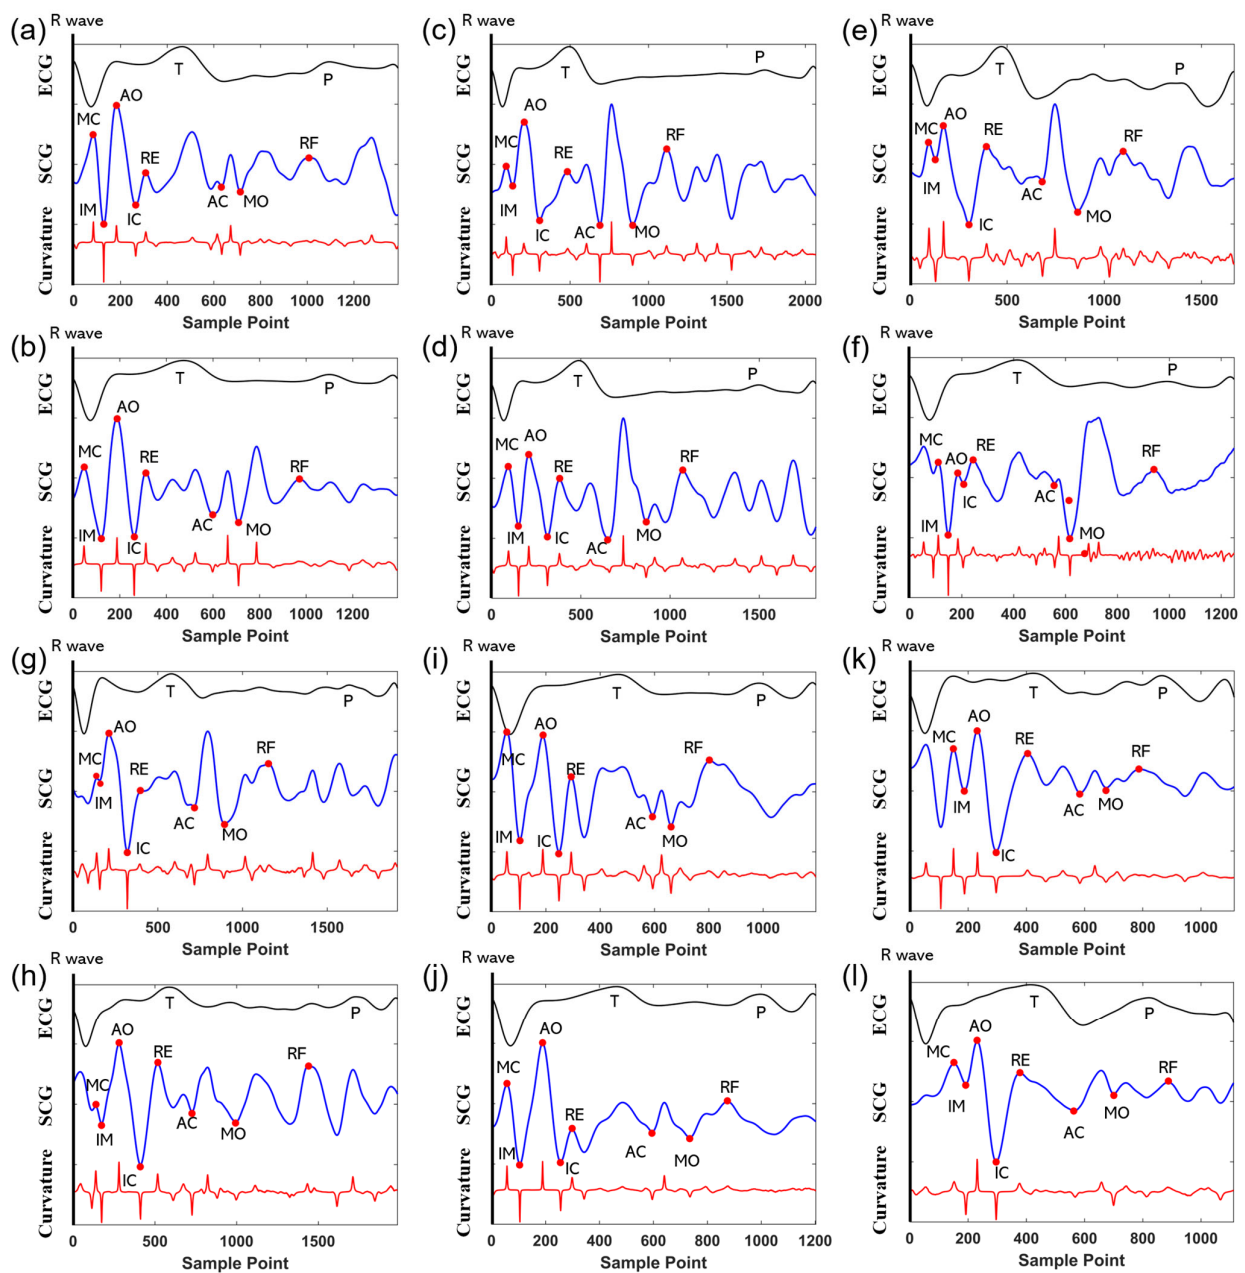 (a) R wave
ECG
SCG
Curvature
T
P
MC
AO
RE
RF
IM
IC
AC
MO
0 200 400 600 800 1000 1200
Sample Point
(c) R wave
ECG
SCG
Curvature
T
P
MC
AO
RE
RF
IM
IC
AC
MO
0 500 1000 1500 2000
Sample Point
(e) R wave
ECG
SCG
Curvature
T
P
MC
AO
RE
RF
IM
IC
AC
MO
0 500 1000 1500
Sample Point
(b) R wave
ECG
SCG
Curvature
T
P
MC
AO
RE
RF
IM
IC
AC
MO
0 200 400 600 800 1000 1200
Sample Point
(d) R wave
ECG
SCG
Curvature
T
P
MC
AO
RE
RF
IM
IC
AC
MO
0 500 1000 1500
Sample Point
(f) R wave
ECG
SCG
Curvature
T
P
MC
AO
RE
RF
IM
IC
AC
MO
0 200 400 600 800 1000 1200
Sample Point
(g) R wave
ECG
SCG
Curvature
T
P
MC
AO
RE
RF
IM
IC
AC
MO
0 500 1000 1500
Sample Point
(i) R wave
ECG
SCG
Curvature
T
P
MC
AO
RE
RF
IM
IC
AC
MO
0 200 400 600 800 1000
Sample Point
(k) R wave
ECG
SCG
Curvature
T
P
MC
AO
RE
RF
IM
IC
AC
MO
0 200 400 600 800 1000
Sample Point
(h) R wave
ECG
SCG
Curvature
T
P
MC
AO
RE
RF
IM
IC
AC
MO
0 500 1000 1500
Sample Point
(j) R wave
ECG
SCG
Curvature
T
P
MC
AO
RE
RF
IM
IC
AC
MO
0 200 400 600 800 1000 1200
Sample Point
(l) R wave
ECG
SCG
Curvature
T
P
MC
AO
RE
RF
IM
IC
AC
MO
0 200 400 600 800 1000
Sample Point